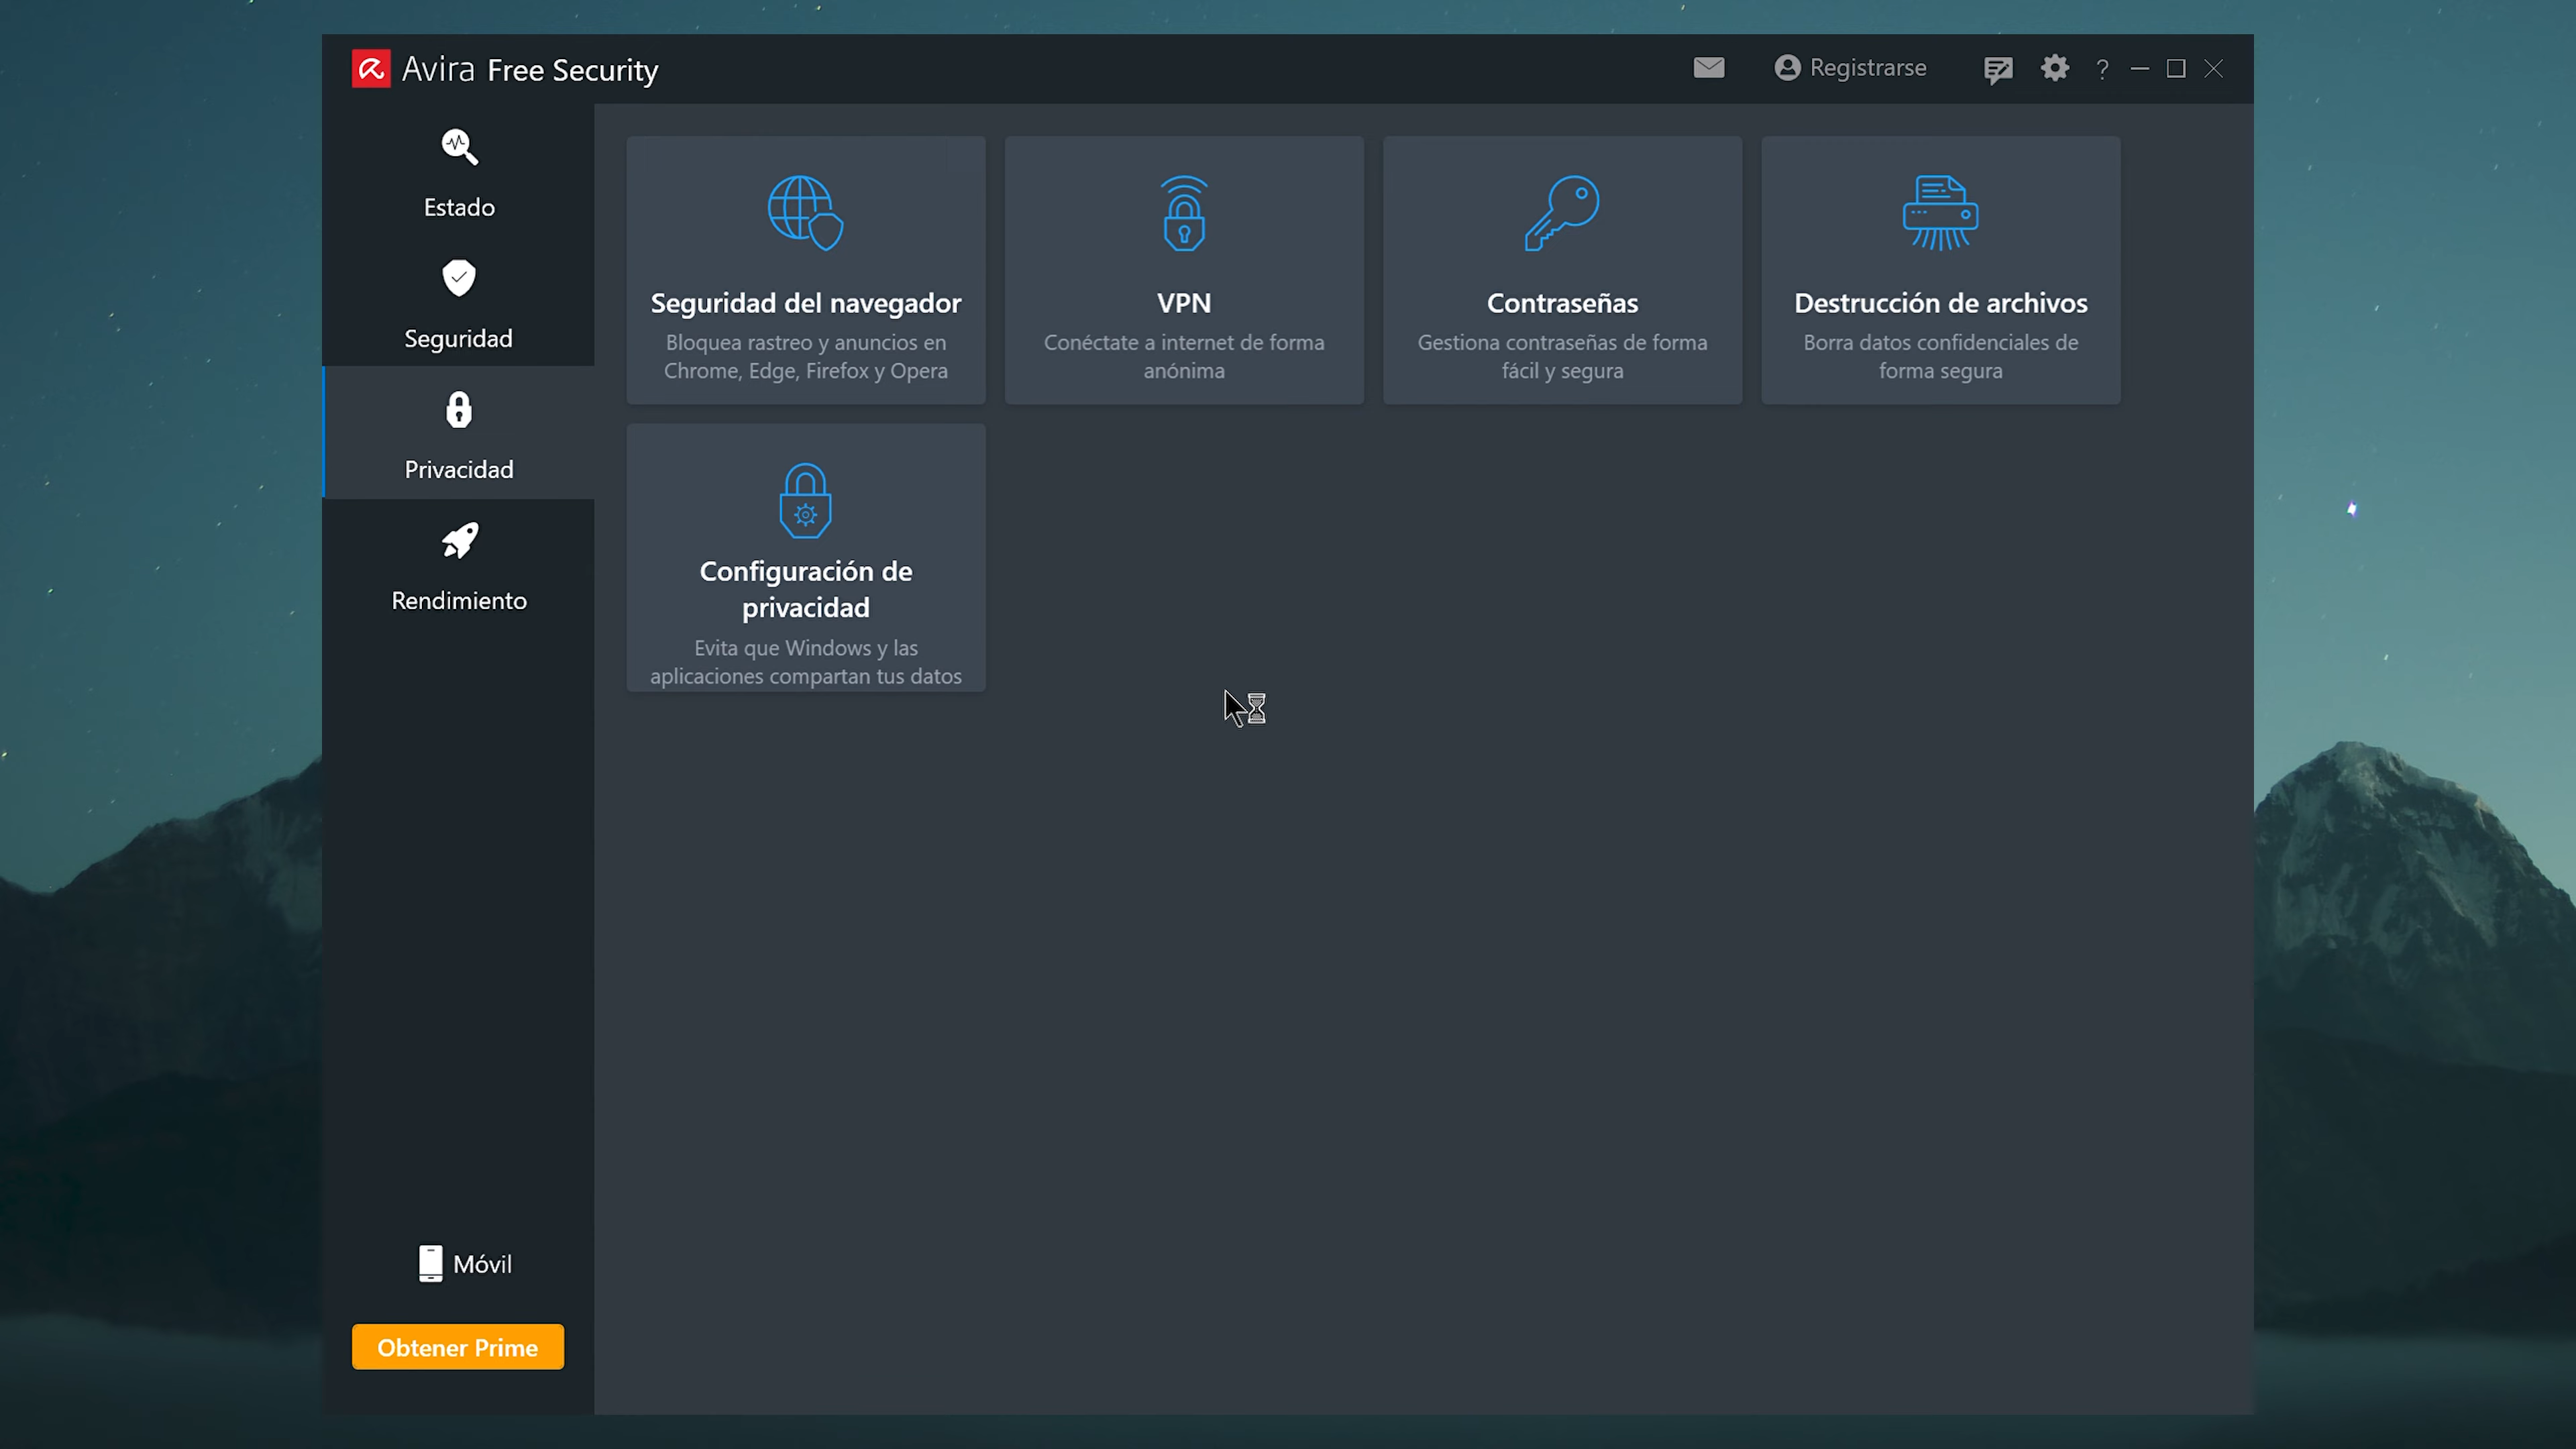 Avira Free Security
Registrarse
?
Estado
Seguridad
Privacidad
Rendimiento
Seguridad del navegador
Bloquea rastreo y anuncios en
Chrome, Edge, Firefox y Opera
VPN
Conéctate a internet de forma
anónima
Contraseñas
Gestiona contraseñas de forma
fácil y segura
Destrucción de archivos
Borra datos confidenciales de
forma segura
Configuración de
privacidad
Evita que Windows y las
aplicaciones compartan tus datos
Móvil
Obtener Prime